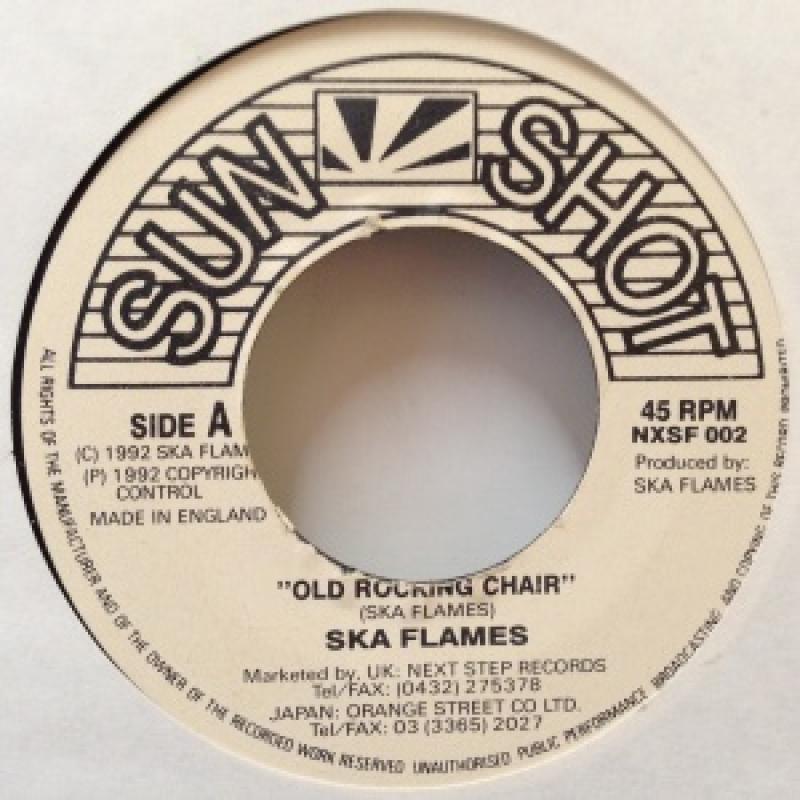 SUN SHOT
SIDE A
(C) 1992 SKA FLAM
(P) 1992 COPYRIGH
CONTROL
MADE IN ENGLAND
45 RPM
NXSF 002
Produced by:
SKA FLAMES
"OLD ROCKING CHAIR"
(SKA FLAMES)
SKA FLAMES
Marketed by, UK: NEXT STEP RECORDS
Tel/FAX: (0432) 275378
JAPAN: ORANGE STREET CO LTD.
Tel/FAX: 03 (3365) 2027
ALL RIGHTS OF THE MANUFACTURER AND OF THE OWNER OF THE RECORDED WORK RESERVED UNAUTHORISED PUBLIC PERFORMANCE BROADCASTING AND COPYING OF THIS RECORD PROHIBITED